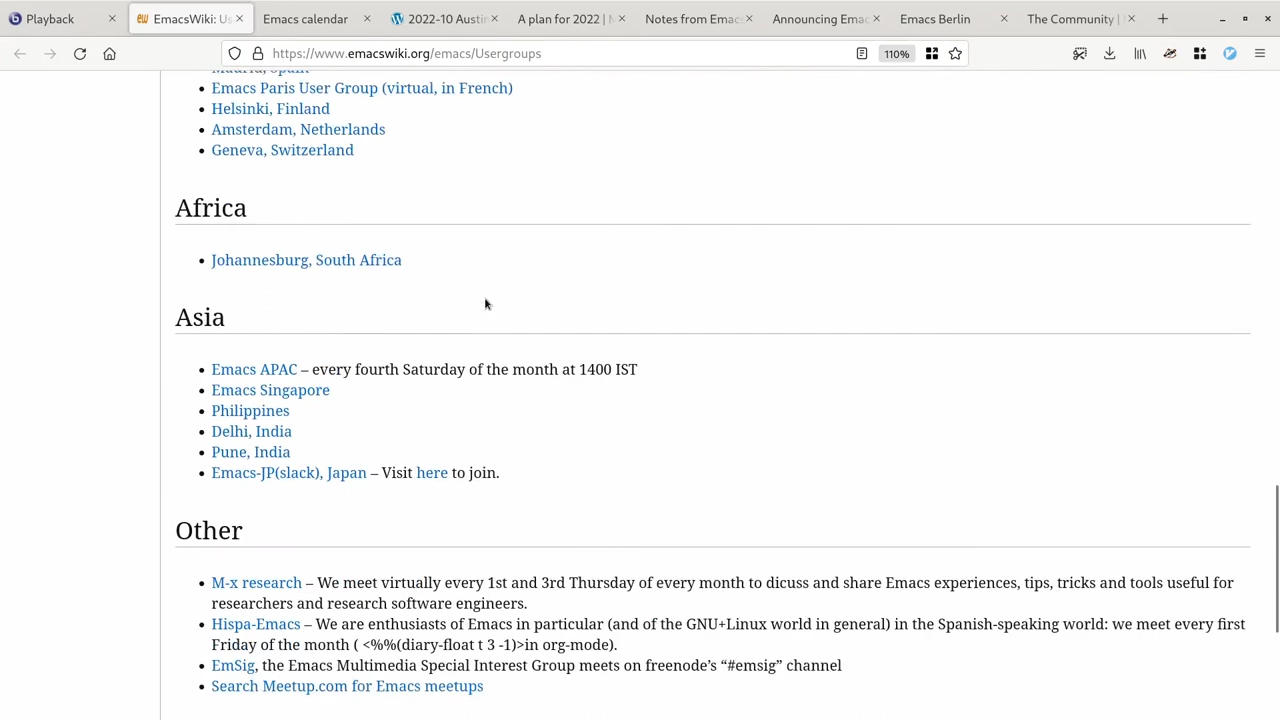 Playback
EmacsWiki: Us
Emacs calendar
2022-10 Austin
A plan for 2022 | N
Notes from Emacs
Announcing Emac
Emacs Berlin
The Community |
https://www.emacswiki.org/emacs/Usergroups
110%
Madrid, Spain
Emacs Paris User Group (virtual, in French)
Helsinki, Finland
Amsterdam, Netherlands
Geneva, Switzerland
Africa
Johannesburg, South Africa
Asia
Emacs APAC – every fourth Saturday of the month at 1400 IST
Emacs Singapore
Philippines
Delhi, India
Pune, India
Emacs-JP(slack), Japan – Visit here to join.
Other
M-x research – We meet virtually every 1st and 3rd Thursday of every month to dicuss and share Emacs experiences, tips, tricks and tools useful for
researchers and research software engineers.
Hispa-Emacs – We are enthusiasts of Emacs in particular (and of the GNU+Linux world in general) in the Spanish-speaking world: we meet every first
Friday of the month ( <%%(diary-float t 3 -1)>in org-mode).
EmSig, the Emacs Multimedia Special Interest Group meets on freenode’s “#emsig” channel
Search Meetup.com for Emacs meetups